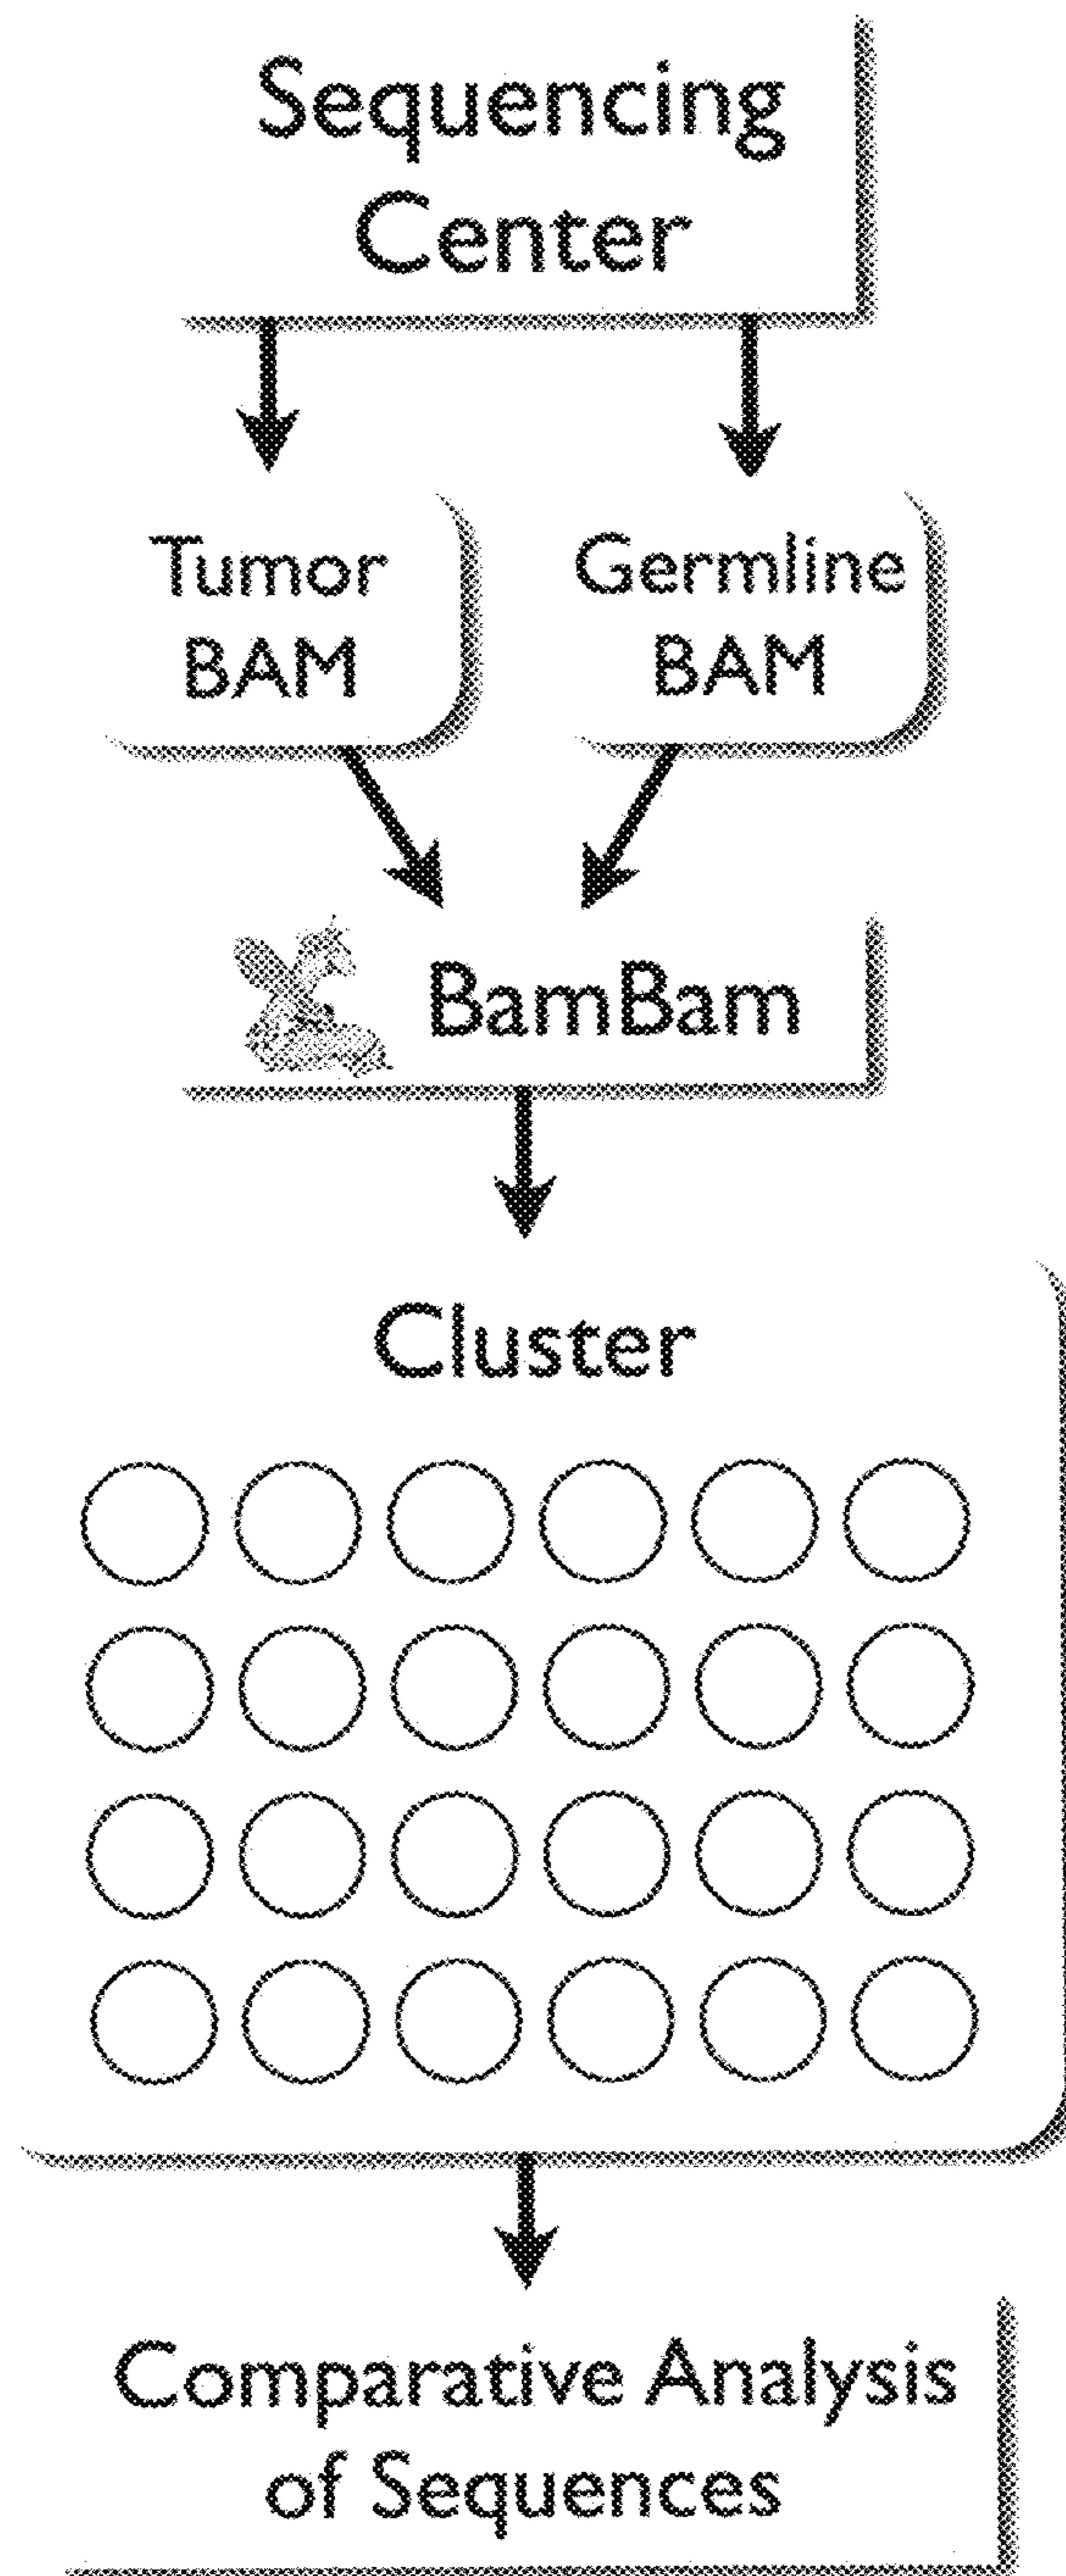 Sequencing
Center
Tumor
BAM
Germline
BAM
BamBam
Cluster
Comparative Analysis
of Sequences